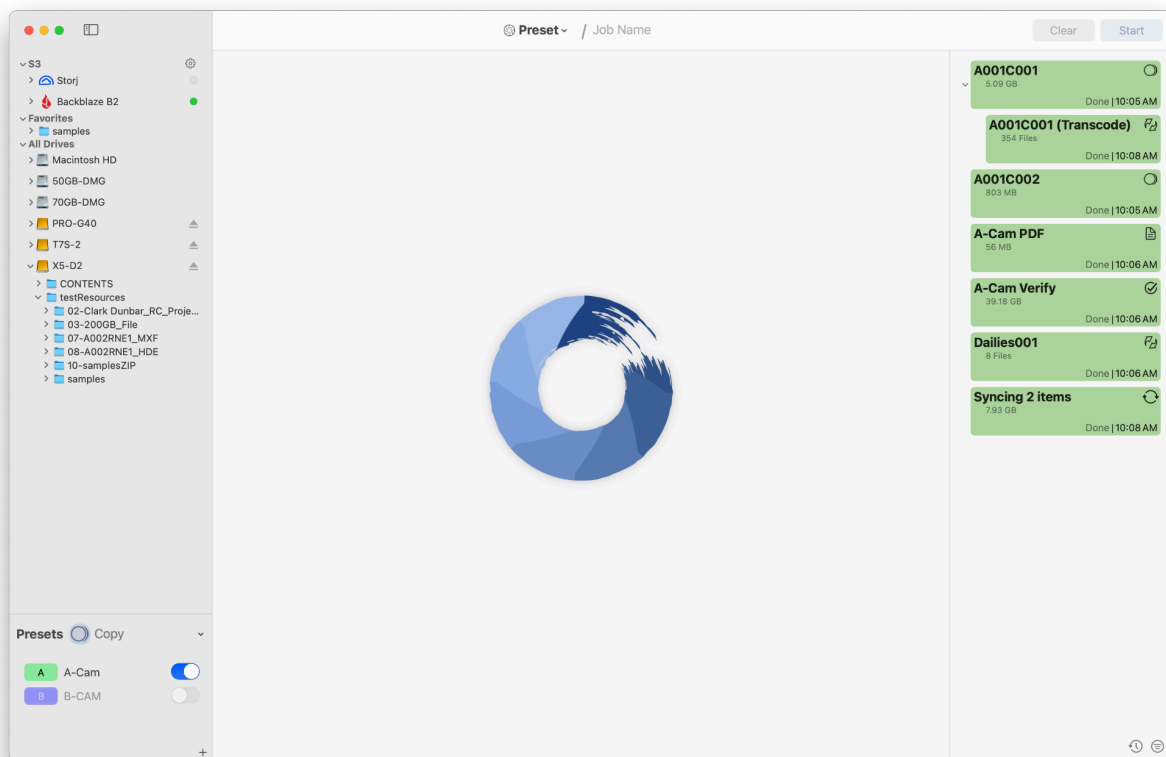 Preset
/ Job Name
Clear
Start
S3
Storj
Backblaze B2
Favorites
samples
All Drives
Macintosh HD
50GB-DMG
70GB-DMG
PRO-G40
T7S-2
X5-D2
CONTENTS
testResources
02-Clark Dunbar_RC_Proje...
03-200GB_File
07-A002RNE1_MXF
08-A002RNE1_HDE
10-samplesZIP
samples
Presets Copy
A A-Cam
B B-CAM
+
A001C001
5.09 GB
Done | 10:05 AM
A001C001 (Transcode)
354 Files
Done | 10:08 AM
A001C002
803 MB
Done | 10:05 AM
A-Cam PDF
56 MB
Done | 10:06 AM
A-Cam Verify
39.18 GB
Done | 10:06 AM
Dailies001
8 Files
Done | 10:06 AM
Syncing 2 items
7.93 GB
Done | 10:08 AM